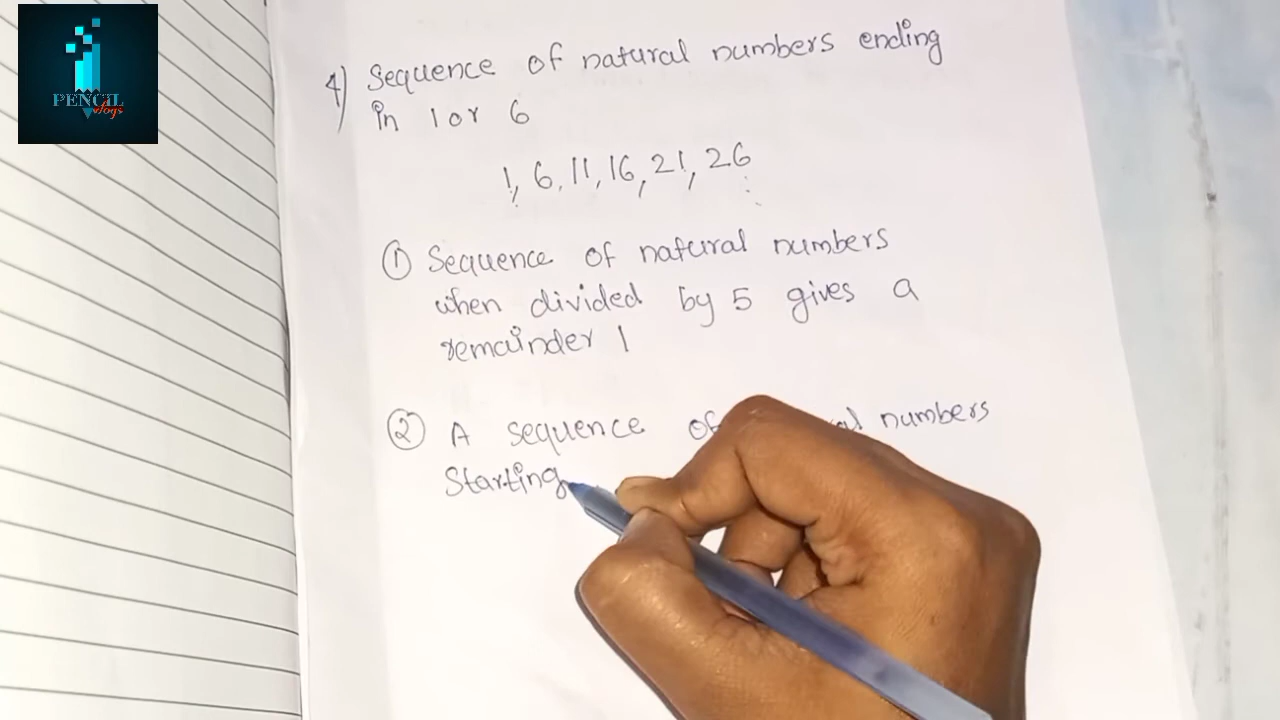 PENCIL
vlogs
4) Sequence of natural numbers ending
in 1 or 6
1, 6, 11, 16, 21, 26
① Sequence of natural numbers
when divided by 5 gives a
remainder 1
② A sequence of numbers
Starting